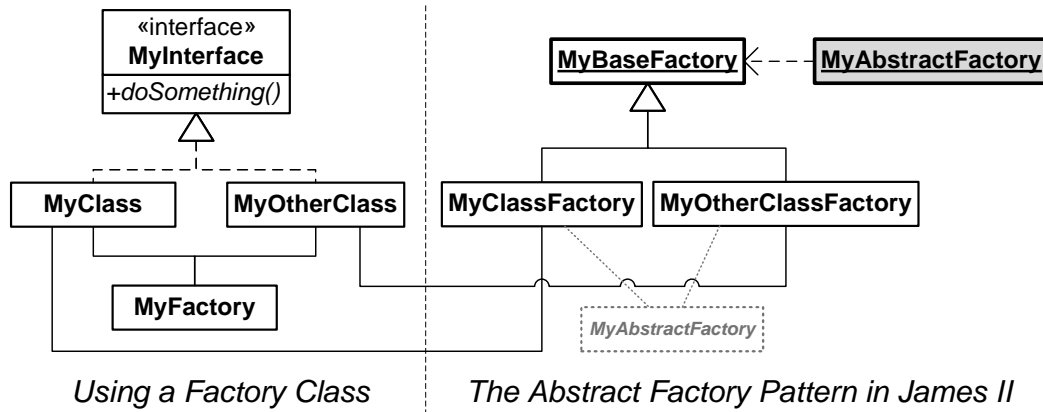 «interface»
MyInterface
+doSomething()
MyClass
MyOtherClass
MyFactory
Using a Factory Class
MyBaseFactory
MyAbstractFactory
MyClassFactory
MyOtherClassFactory
MyAbstractFactory
The Abstract Factory Pattern in James II